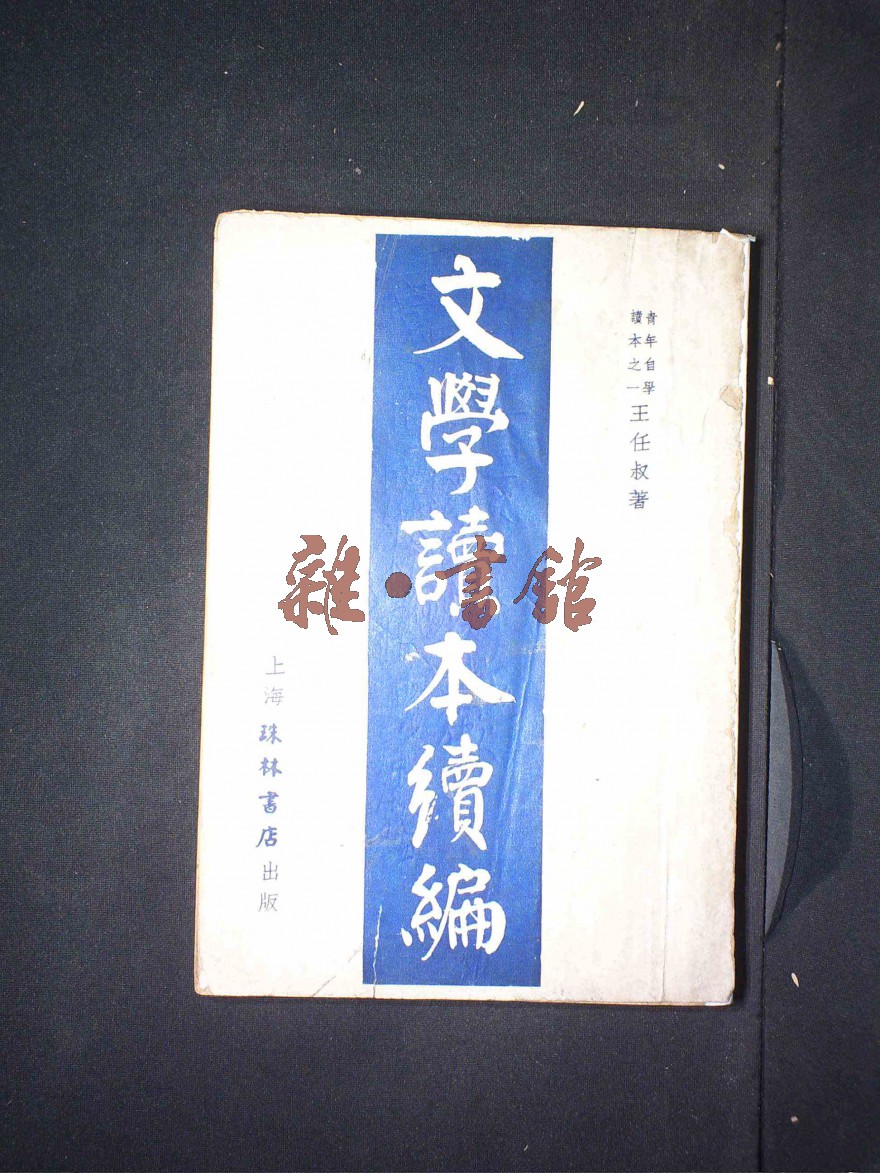 青年自學
讀本之一
王任叔著
文學讀本續編
上海珠林書店出版
雜·書館